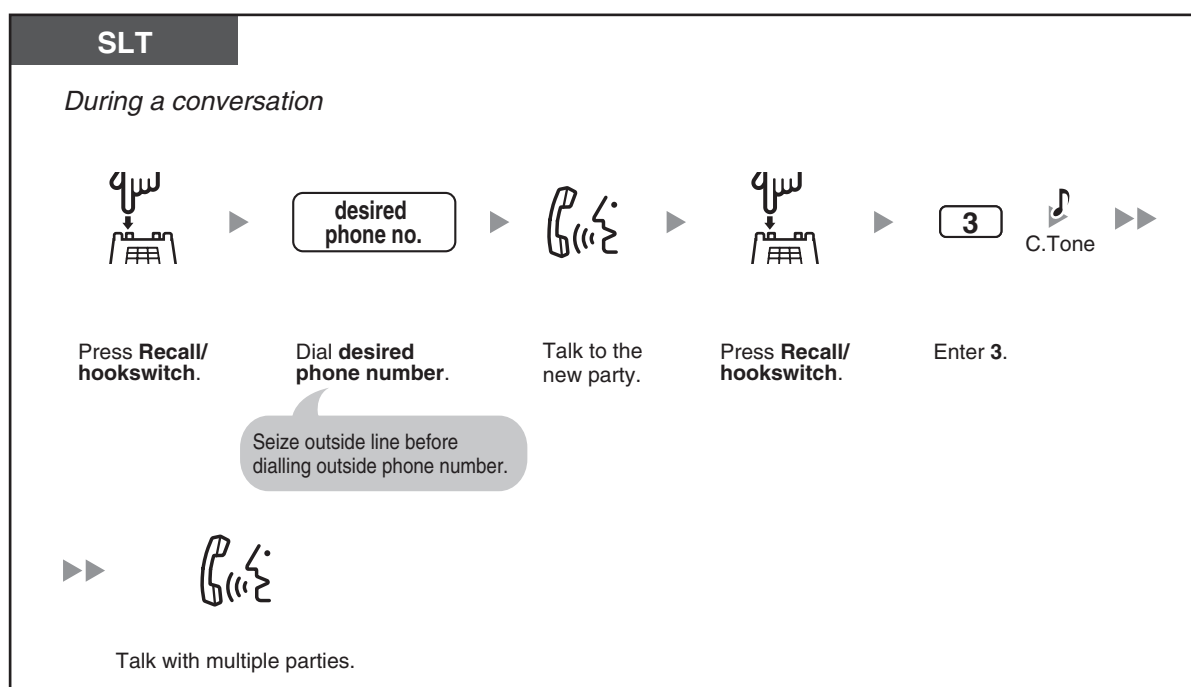 SLT
During a conversation
desired
phone no.
3
C.Tone
Press Recall/
hookswitch.
Dial desired
phone number.
Talk to the
new party.
Press Recall/
hookswitch.
Enter 3.
Seize outside line before
dialling outside phone number.
Talk with multiple parties.